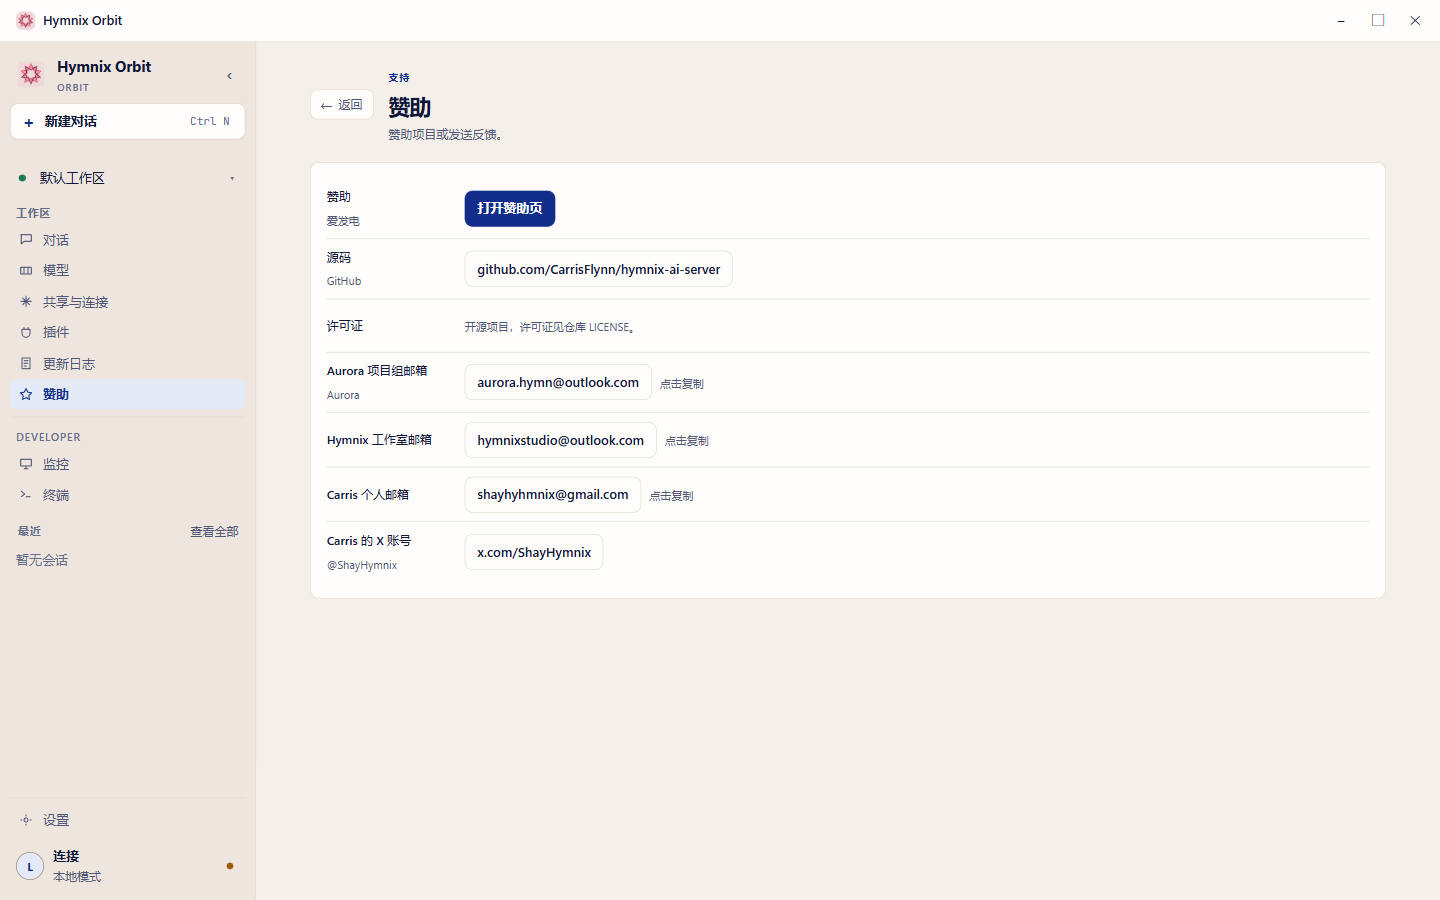 Hymnix Orbit
Hymnix Orbit
ORBIT
+ 新建对话 Ctrl N
默认工作区
工作区
对话
模型
共享与连接
插件
更新日志
赞助
DEVELOPER
监控
终端
最近 查看全部
暂无会话
设置
L 连接
本地模式
← 返回
支持
赞助
赞助项目或发送反馈。
赞助
爱发电
打开赞助页
源码
GitHub
github.com/CarrisFlynn/hymnix-ai-server
许可证
开源项目，许可证见仓库 LICENSE。
Aurora 项目组邮箱
Aurora
aurora.hymn@outlook.com 点击复制
Hymnix 工作室邮箱
hymnixstudio@outlook.com 点击复制
Carris 个人邮箱
shayhyhmnix@gmail.com 点击复制
Carris 的 X 账号
@ShayHymnix
x.com/ShayHymnix